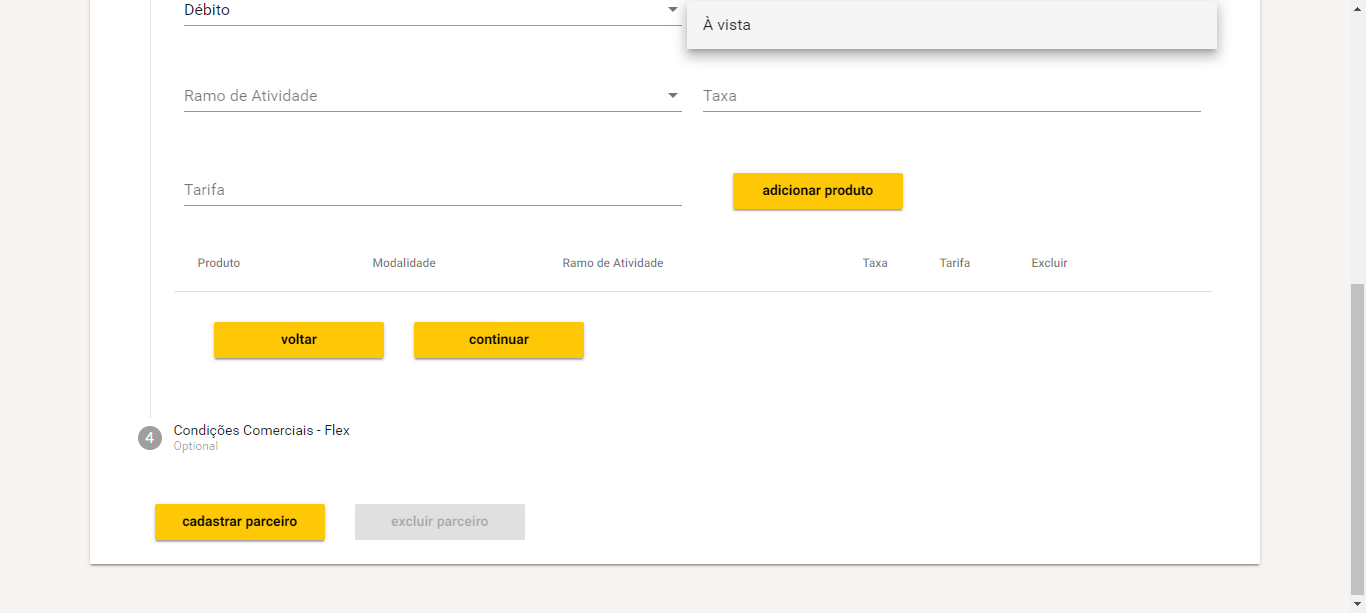 Débito
À vista
Ramo de Atividade
Taxa
Tarifa
adicionar produto
Produto Modalidade Ramo de Atividade Taxa Tarifa Excluir
voltar continuar
4 Condições Comerciais - Flex
Optional
cadastrar parceiro excluir parceiro